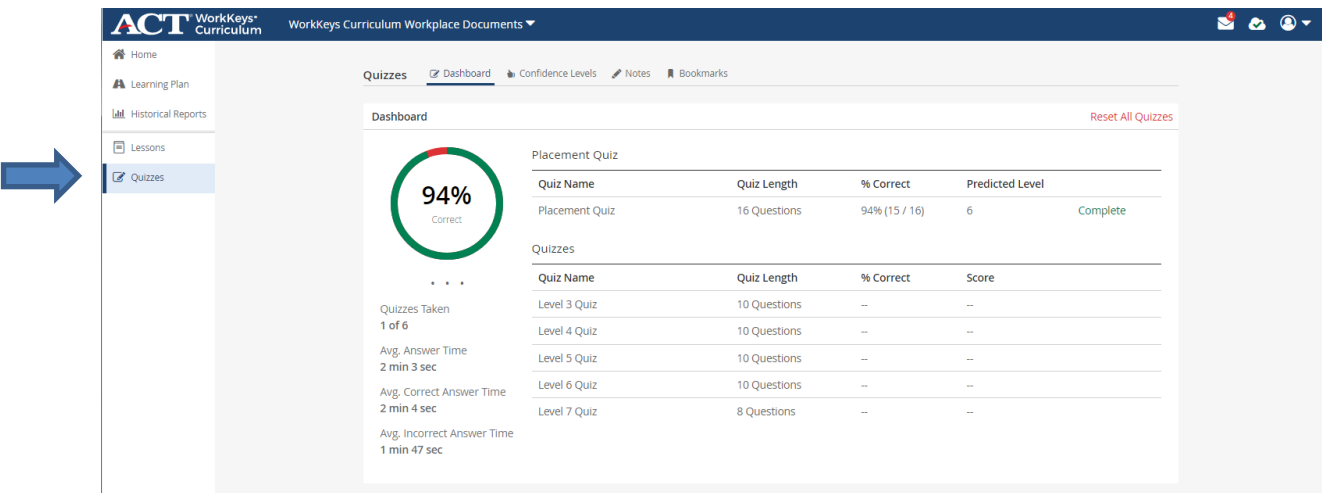 ACT WorkKeys® Curriculum
WorkKeys Curriculum Workplace Documents
4
Home
Learning Plan
Historical Reports
Lessons
Quizzes
Quizzes Dashboard Confidence Levels Notes Bookmarks
Dashboard Reset All Quizzes
94%
Correct
Quizzes Taken
1 of 6
Avg. Answer Time
2 min 3 sec
Avg. Correct Answer Time
2 min 4 sec
Avg. Incorrect Answer Time
1 min 47 sec
Placement Quiz
Quiz Name Quiz Length % Correct Predicted Level
Placement Quiz 16 Questions 94% (15 / 16) 6 Complete
Quizzes
Quiz Name Quiz Length % Correct Score
Level 3 Quiz 10 Questions -- --
Level 4 Quiz 10 Questions -- --
Level 5 Quiz 10 Questions -- --
Level 6 Quiz 10 Questions -- --
Level 7 Quiz 8 Questions -- --